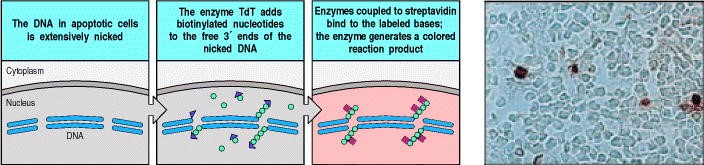 The DNA in apoptotic cells
is extensively nicked
The enzyme TdT adds
biotinylated nucleotides
to the free 3´ ends of the
nicked DNA
Enzymes coupled to streptavidin
bind to the labeled bases;
the enzyme generates a colored
reaction product
Cytoplasm
Nucleus
DNA